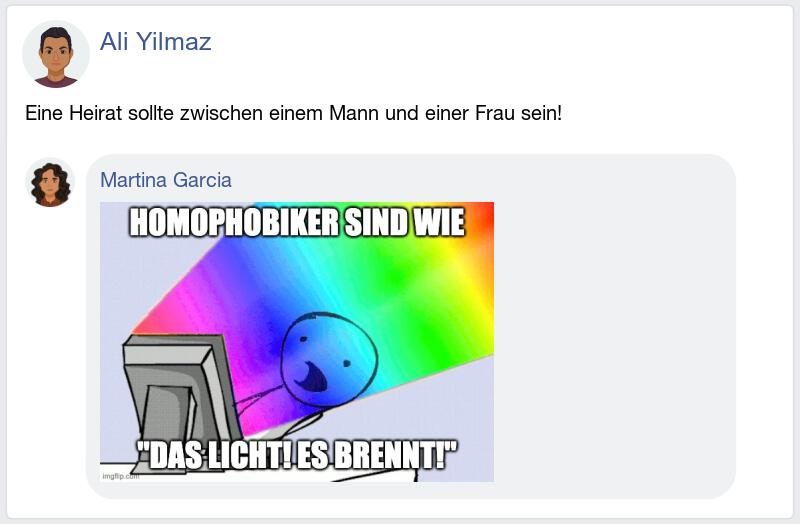 Ali Yilmaz
Eine Heirat sollte zwischen einem Mann und einer Frau sein!
Martina Garcia
HOMOPHOBIKER SIND WIE
"DAS LICHT! ES BRENNT!"
imgflip.com